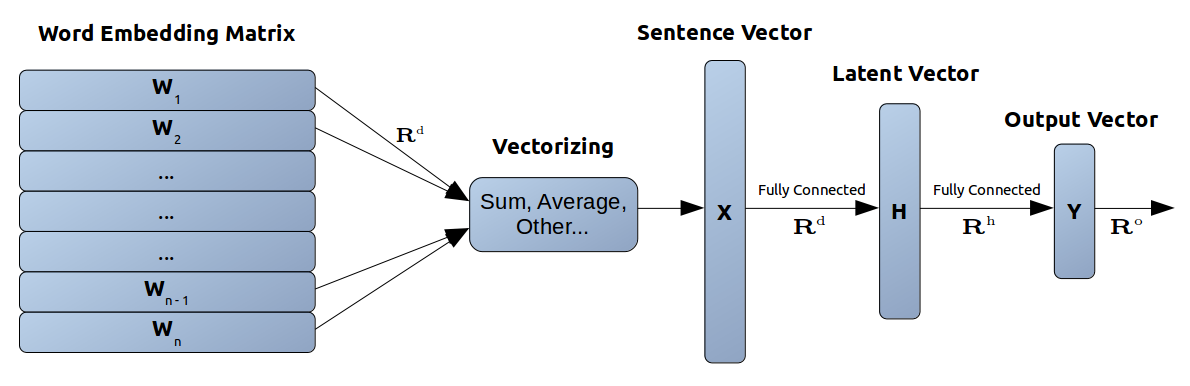 Word Embedding Matrix
W1
W2
...
...
...
Wn-1
Wn
Rd
Vectorizing
Sum, Average,
Other...
Sentence Vector
X
Fully Connected
Rd
Latent Vector
H
Fully Connected
Rh
Output Vector
Y
Ro